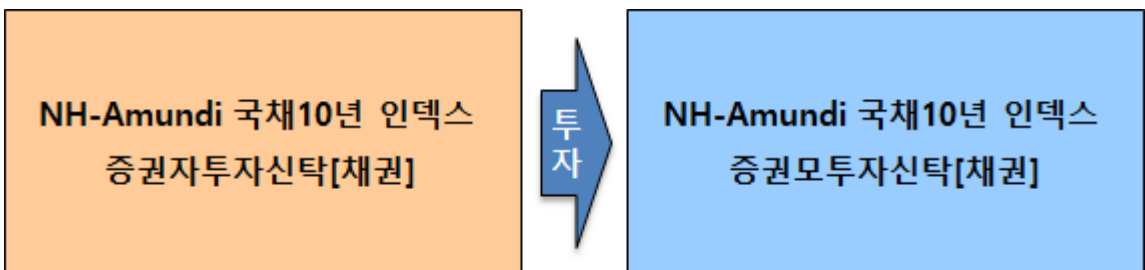 NH-Amundi 국채10년 인덱스
증권자투자신탁[채권]
투
자
NH-Amundi 국채10년 인덱스
증권모투자신탁[채권]